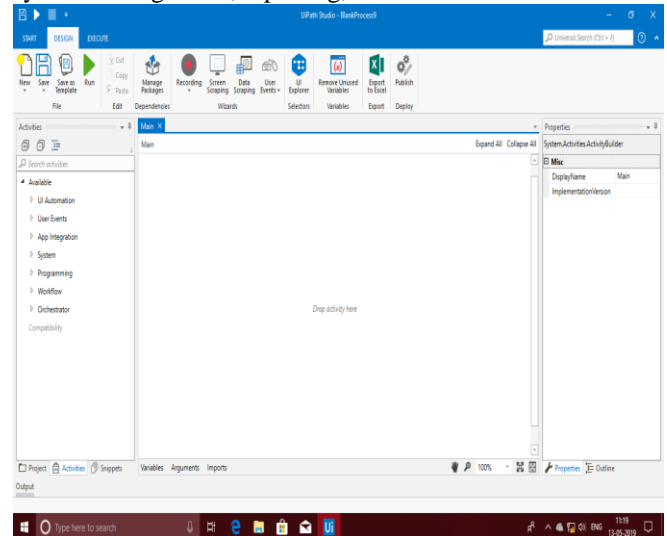 UiPath Studio - BlankProcess9
START DESIGN EXECUTE
Universal Search (Ctrl + F)
New Save Save as Template Run
Cut
Copy
Paste
Manage Packages Recording Screen Scraping Data Scraping User Events UI Explorer Remove Unused Variables Export to Excel Publish
File Edit Dependencies Wizards Selectors Variables Export Deploy
Activities
Main
Properties
Main Expand All Collapse All
System.Activities.ActivityBuilder
Search activities
Misc
DisplayName Main
ImplementationVersion
Available
UI Automation
User Events
App Integration
System
Programming
Workflow
Orchestrator
Compatibility
Drop activity here
Project Activities Snippets
Variables Arguments Imports
100%
Properties Outline
Output
Type here to search
Ui
ENG
11:19
13-05-2019